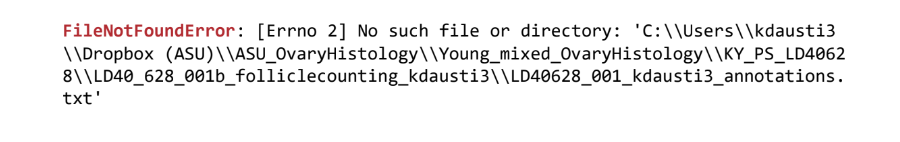 FileNotFoundError: [Errno 2] No such file or directory: 'C:\\Users\\kdausti3
\\Dropbox (ASU)\\ASU_OvaryHistology\\Young_mixed_OvaryHistology\\KY_PS_LD4062
8\\LD40_628_001b_folliclecounting_kdausti3\\LD40628_001_kdausti3_annotations.
txt'